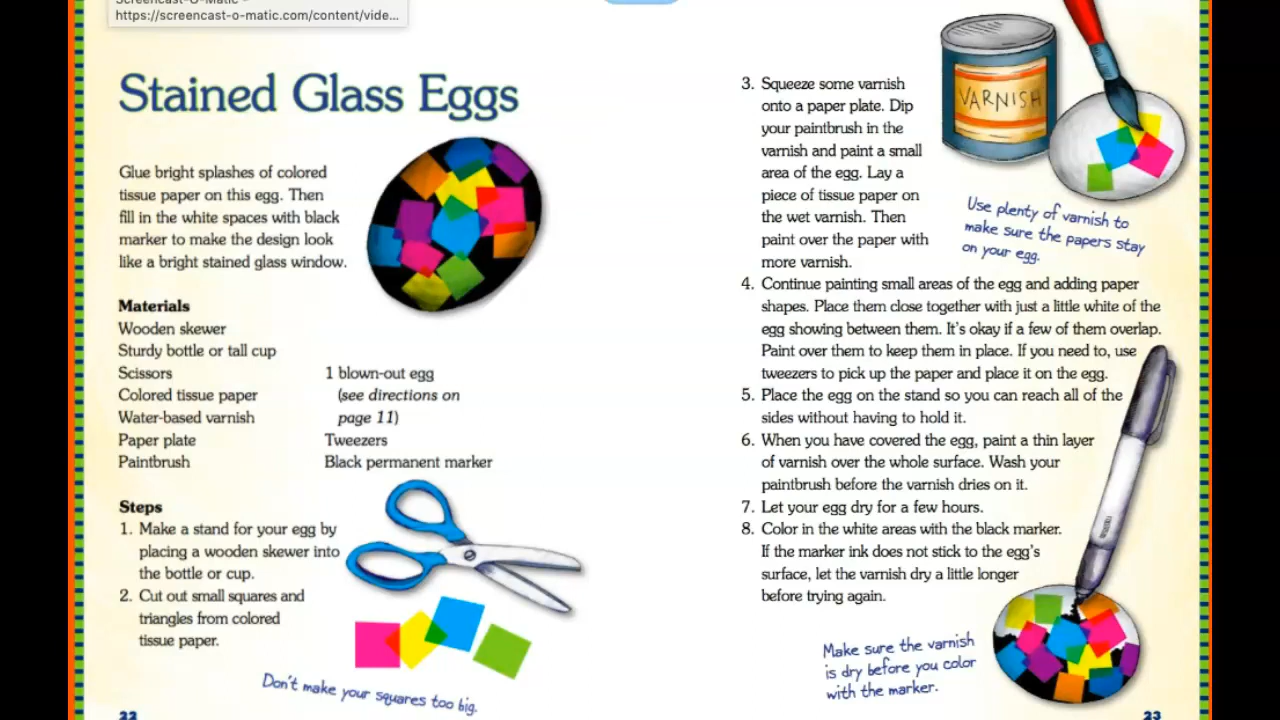 https://screencast-o-matic.com/content/vide...
Stained Glass Eggs
Glue bright splashes of colored
tissue paper on this egg. Then
fill in the white spaces with black
marker to make the design look
like a bright stained glass window.
Materials
Wooden skewer
Sturdy bottle or tall cup
Scissors
Colored tissue paper
Water-based varnish
Paper plate
Paintbrush
1 blown-out egg
(see directions on
page 11)
Tweezers
Black permanent marker
Steps
1. Make a stand for your egg by
placing a wooden skewer into
the bottle or cup.
2. Cut out small squares and
triangles from colored
tissue paper.
Don't make your squares too big.
22
3. Squeeze some varnish
onto a paper plate. Dip
your paintbrush in the
varnish and paint a small
area of the egg. Lay a
piece of tissue paper on
the wet varnish. Then
paint over the paper with
more varnish.
VARNISH
Use plenty of varnish to
make sure the papers stay
on your egg.
4. Continue painting small areas of the egg and adding paper
shapes. Place them close together with just a little white of the
egg showing between them. It's okay if a few of them overlap.
Paint over them to keep them in place. If you need to, use
tweezers to pick up the paper and place it on the egg.
5. Place the egg on the stand so you can reach all of the
sides without having to hold it.
6. When you have covered the egg, paint a thin layer
of varnish over the whole surface. Wash your
paintbrush before the varnish dries on it.
7. Let your egg dry for a few hours.
8. Color in the white areas with the black marker.
If the marker ink does not stick to the egg's
surface, let the varnish dry a little longer
before trying again.
Make sure the varnish
is dry before you color
with the marker.
23